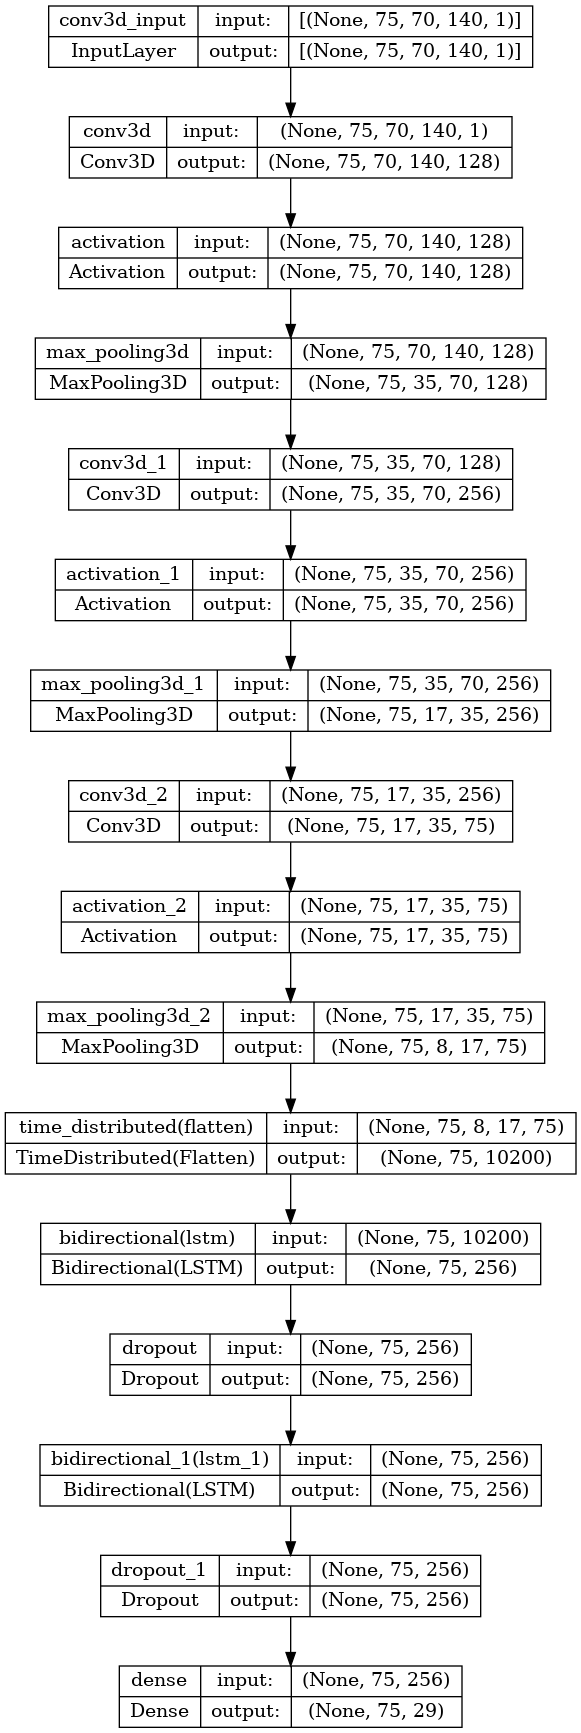 conv3d_input input: [(None, 75, 70, 140, 1)]
InputLayer output: [(None, 75, 70, 140, 1)]
conv3d input: (None, 75, 70, 140, 1)
Conv3D output: (None, 75, 70, 140, 128)
activation input: (None, 75, 70, 140, 128)
Activation output: (None, 75, 70, 140, 128)
max_pooling3d input: (None, 75, 70, 140, 128)
MaxPooling3D output: (None, 75, 35, 70, 128)
conv3d_1 input: (None, 75, 35, 70, 128)
Conv3D output: (None, 75, 35, 70, 256)
activation_1 input: (None, 75, 35, 70, 256)
Activation output: (None, 75, 35, 70, 256)
max_pooling3d_1 input: (None, 75, 35, 70, 256)
MaxPooling3D output: (None, 75, 17, 35, 256)
conv3d_2 input: (None, 75, 17, 35, 256)
Conv3D output: (None, 75, 17, 35, 75)
activation_2 input: (None, 75, 17, 35, 75)
Activation output: (None, 75, 17, 35, 75)
max_pooling3d_2 input: (None, 75, 17, 35, 75)
MaxPooling3D output: (None, 75, 8, 17, 75)
time_distributed(flatten) input: (None, 75, 8, 17, 75)
TimeDistributed(Flatten) output: (None, 75, 10200)
bidirectional(lstm) input: (None, 75, 10200)
Bidirectional(LSTM) output: (None, 75, 256)
dropout input: (None, 75, 256)
Dropout output: (None, 75, 256)
bidirectional_1(lstm_1) input: (None, 75, 256)
Bidirectional(LSTM) output: (None, 75, 256)
dropout_1 input: (None, 75, 256)
Dropout output: (None, 75, 256)
dense input: (None, 75, 256)
Dense output: (None, 75, 29)